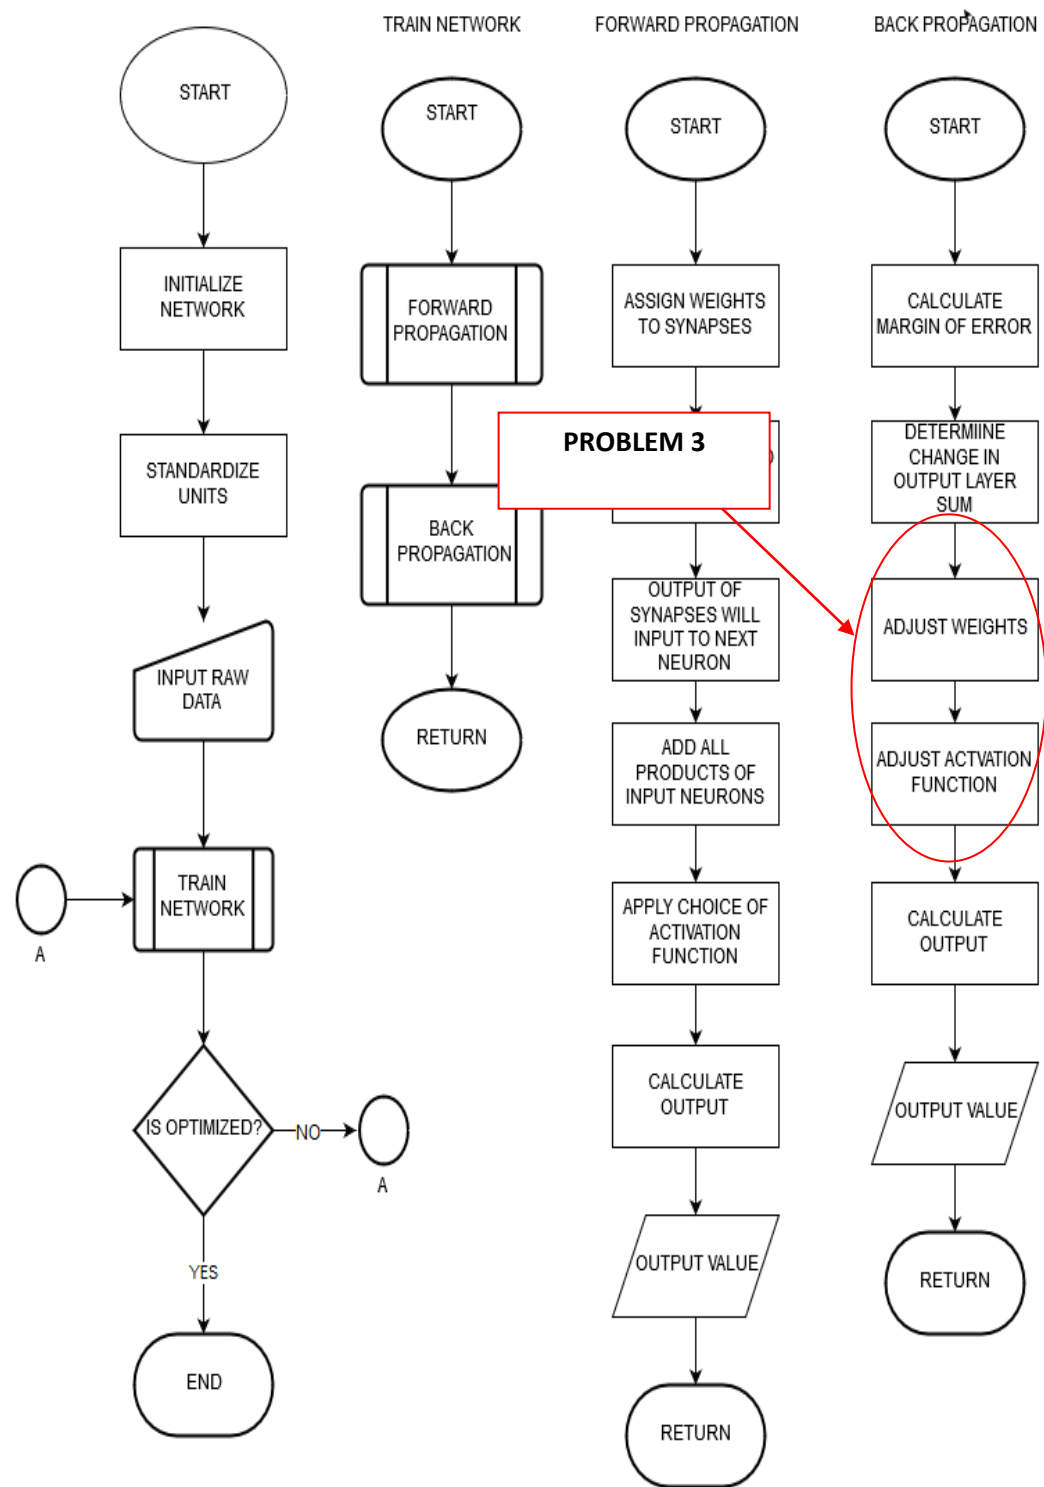 START
INITIALIZE
NETWORK
STANDARDIZE
UNITS
INPUT RAW
DATA
TRAIN
NETWORK
A
IS OPTIMIZED?
NO
A
YES
END
TRAIN NETWORK
START
FORWARD
PROPAGATION
BACK
PROPAGATION
RETURN
FORWARD PROPAGATION
START
ASSIGN WEIGHTS
TO SYNAPSES
PROBLEM 3
OUTPUT OF
SYNAPSES WILL
INPUT TO NEXT
NEURON
ADD ALL
PRODUCTS OF
INPUT NEURONS
APPLY CHOICE OF
ACTIVATION
FUNCTION
CALCULATE
OUTPUT
OUTPUT VALUE
RETURN
BACK PROPAGATION
START
CALCULATE
MARGIN OF ERROR
DETERMIINE
CHANGE IN
OUTPUT LAYER
SUM
ADJUST WEIGHTS
ADJUST ACTVATION
FUNCTION
CALCULATE
OUTPUT
OUTPUT VALUE
RETURN